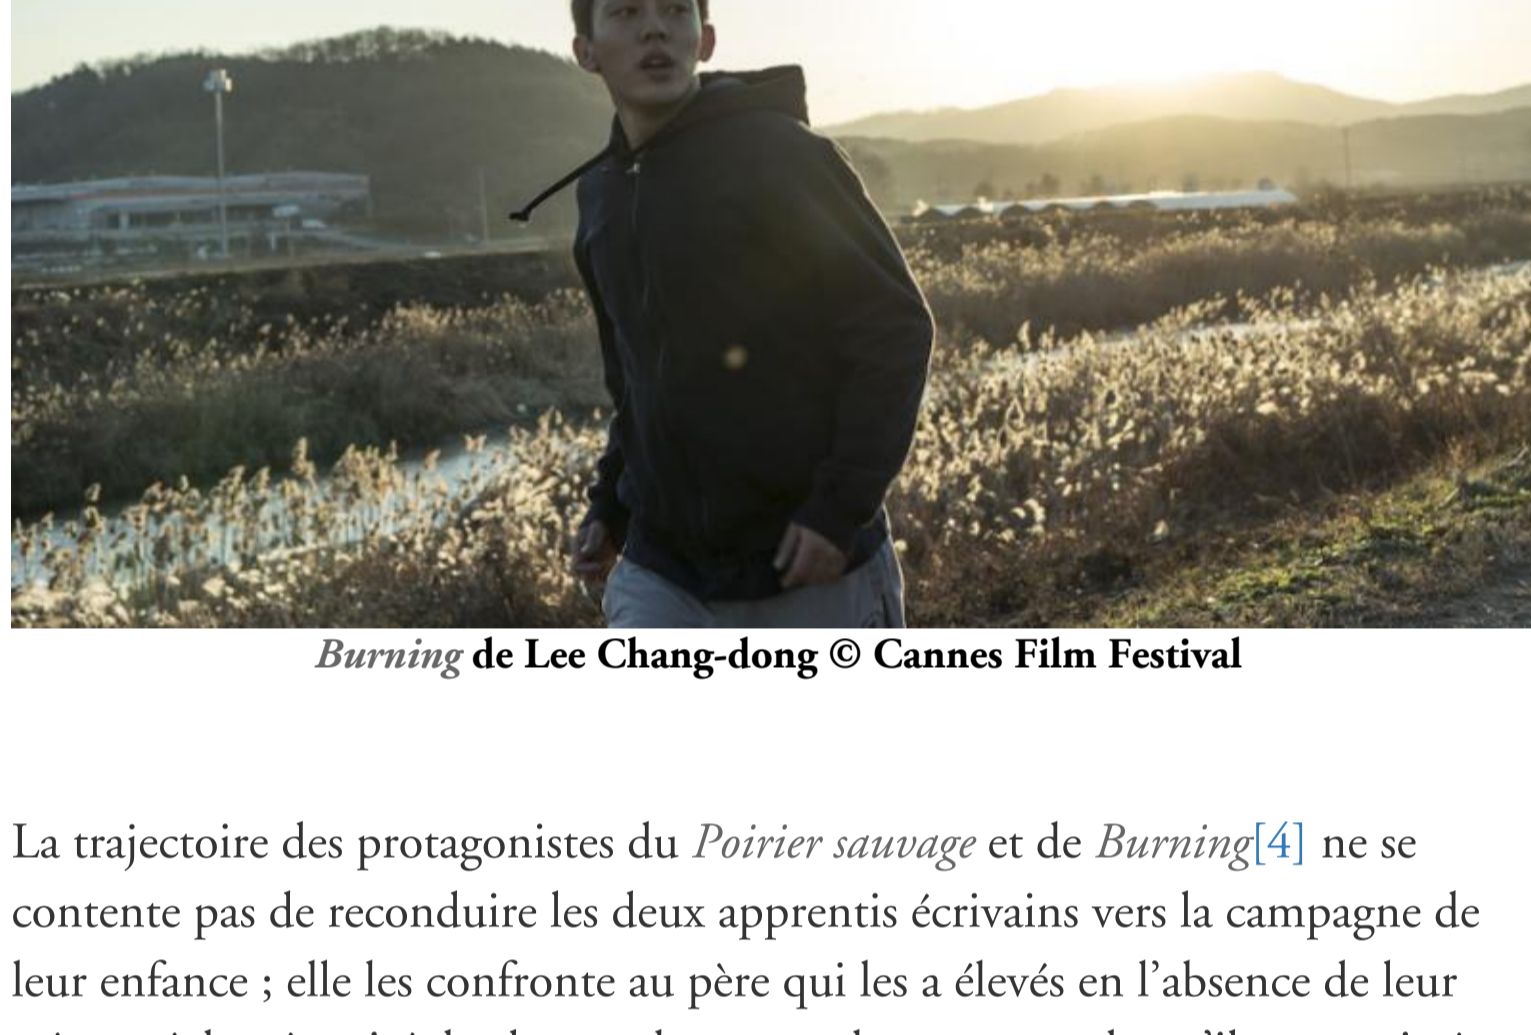 Burning de Lee Chang-dong © Cannes Film Festival
La trajectoire des protagonistes du Poirier sauvage et de Burning[4] ne se
contente pas de reconduire les deux apprentis écrivains vers la campagne de
leur enfance ; elle les confronte au père qui les a élevés en l’absence de leur